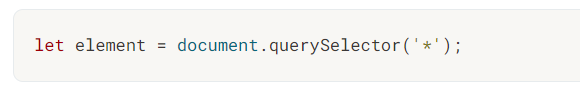 let element = document.querySelector('*');